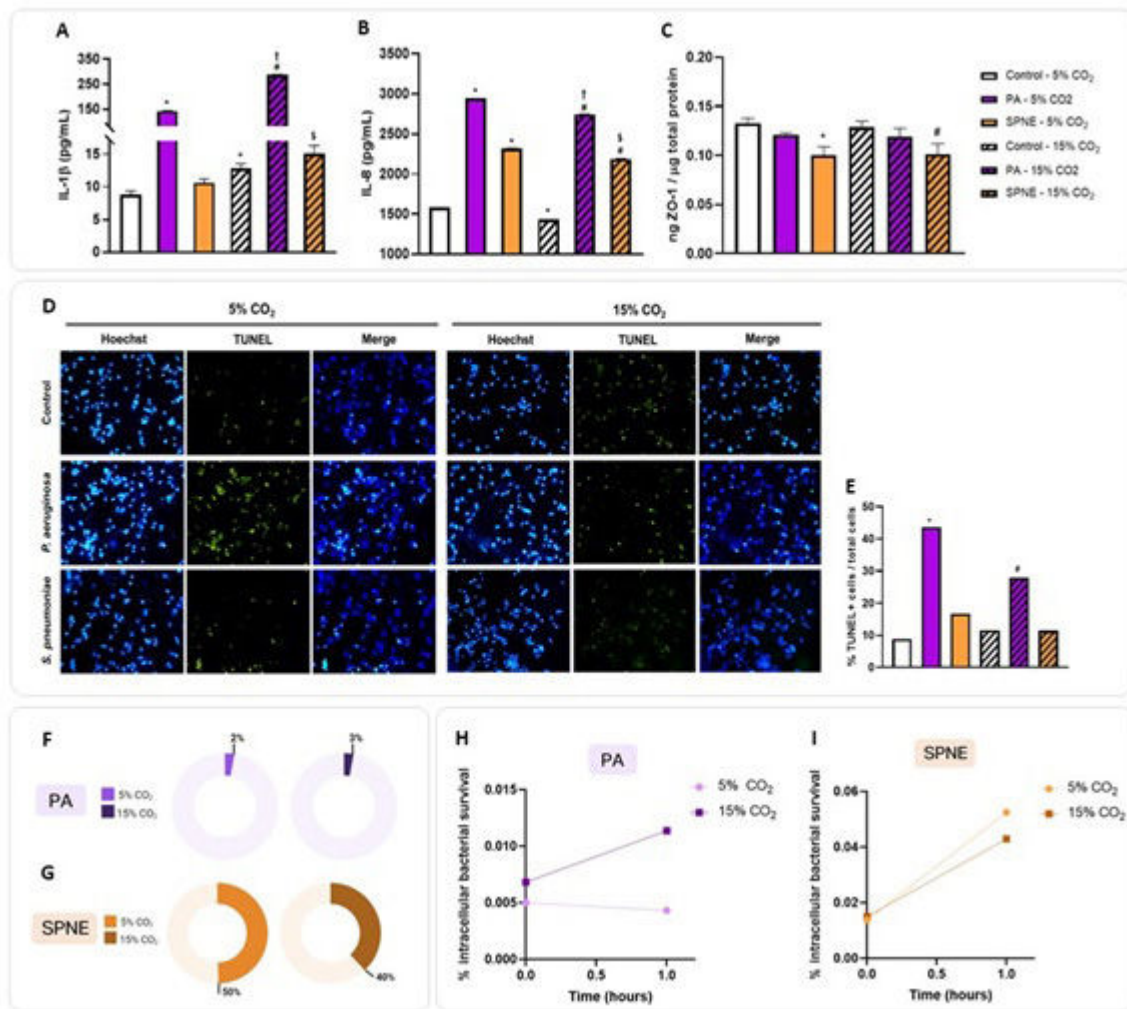 A
IL-1β (pg/mL)
350
250
150
15
10
5
0
*
*
†
#
$
B
IL-8 (pg/mL)
3500
3000
2500
2000
1500
1000
*
*
*
†
#
$
#
C
ng ZO-1 / µg total protein
0.20
0.15
0.10
0.05
0.00
*
#
Control - 5% CO₂
PA - 5% CO2
SPNE - 5% CO₂
Control - 15% CO₂
PA - 15% CO2
SPNE - 15% CO₂
D
5% CO₂
15% CO₂
Hoechst TUNEL Merge
Hoechst TUNEL Merge
Control
P. aeruginosa
S. pneumoniae
E
% TUNEL+ cells / total cells
50
40
30
20
10
0
*
#
F
PA
5% CO₂
15% CO₂
2%
3%
G
SPNE
5% CO₂
15% CO₂
50%
40%
H
PA
5% CO₂
15% CO₂
% Intracellular bacterial survival
0.015
0.010
0.005
0.000
0.0 0.5 1.0
Time (hours)
I
SPNE
5% CO₂
15% CO₂
% Intracellular bacterial survival
0.06
0.04
0.02
0.00
0.0 0.5 1.0
Time (hours)